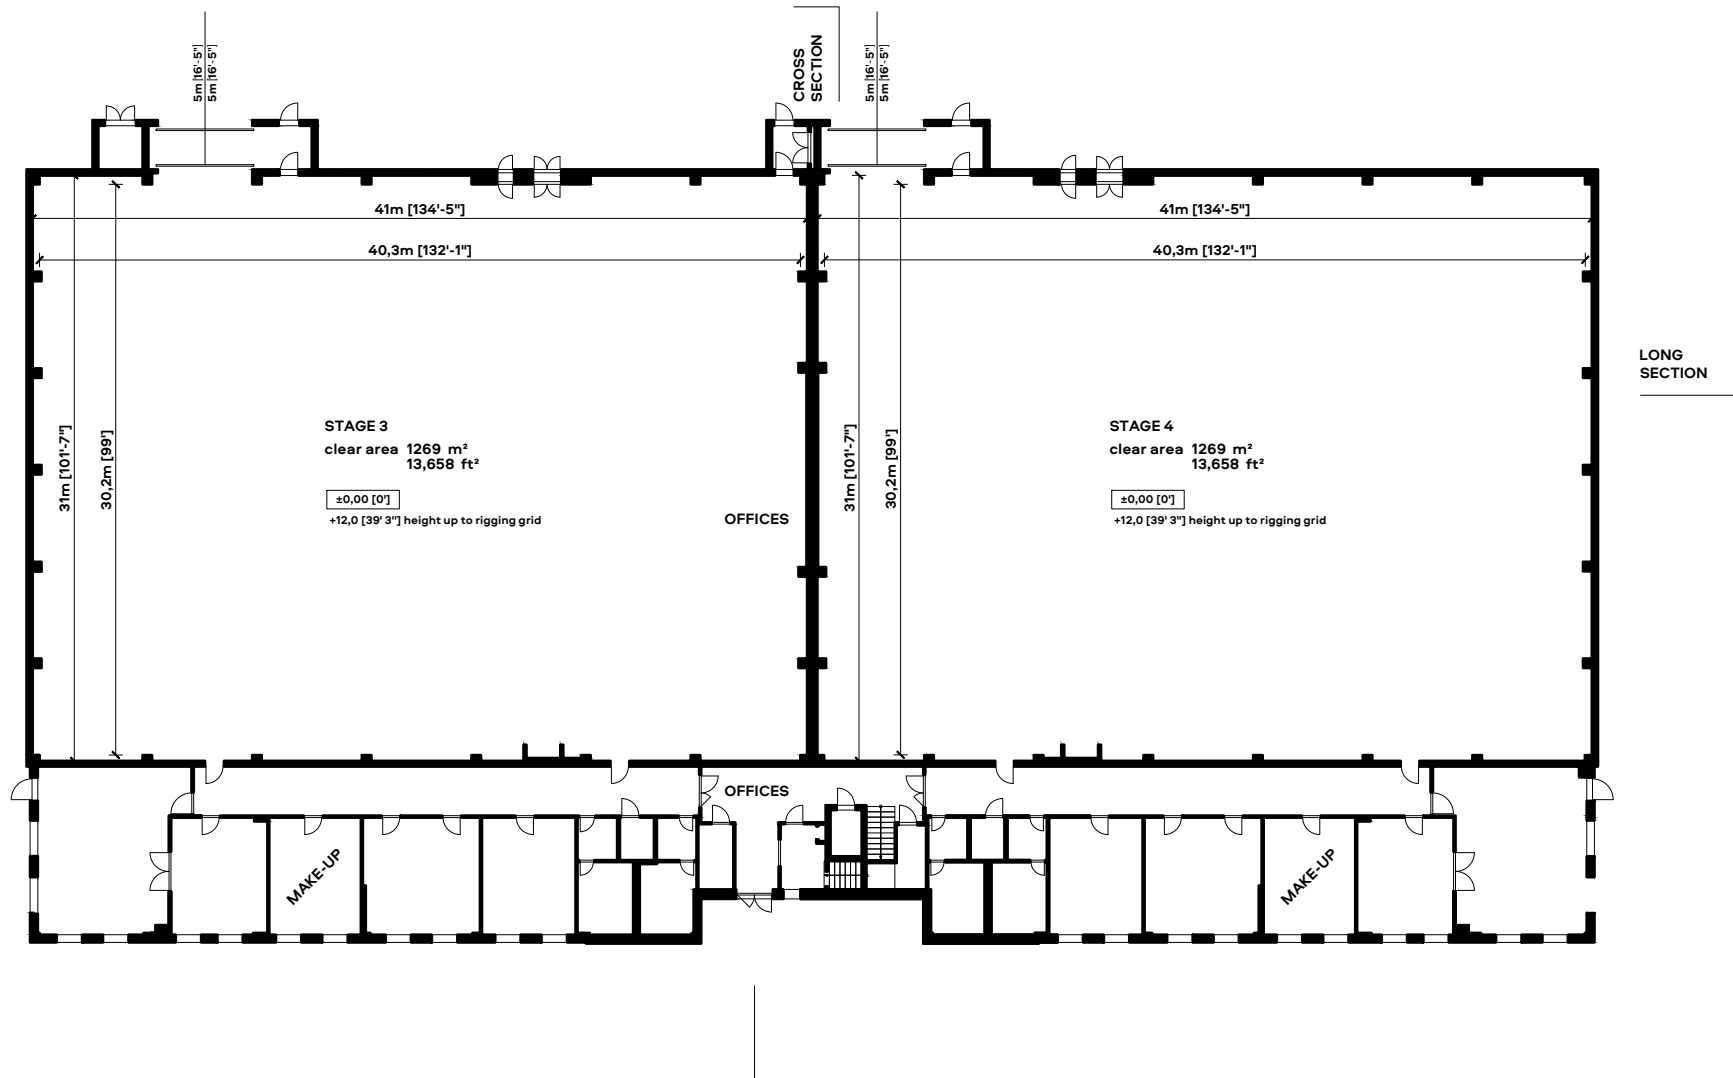 5m [16'-5"]
5m [16'-5"]
CROSS
SECTION
5m [16'-5"]
5m [16'-5"]
41m [134'-5"]
41m [134'-5"]
40,3m [132'-1"]
40,3m [132'-1"]
LONG
SECTION
31m [101'-7"]
30,2m [99']
STAGE 3
clear area 1269 m²
13,658 ft²
±0,00 [0']
+12,0 [39' 3"] height up to rigging grid
OFFICES
31m [101'-7"]
30,2m [99']
STAGE 4
clear area 1269 m²
13,658 ft²
±0,00 [0']
+12,0 [39' 3"] height up to rigging grid
OFFICES
MAKE-UP
MAKE-UP